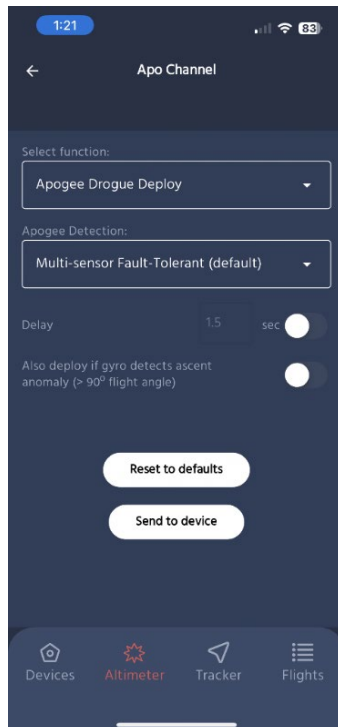 1:21
83
Apo Channel
Select function:
Apogee Drogue Deploy
Apogee Detection:
Multi-sensor Fault-Tolerant (default)
Delay 1.5 sec
Also deploy if gyro detects ascent
anomaly (> 90° flight angle)
Reset to defaults
Send to device
Devices Altimeter Tracker Flights